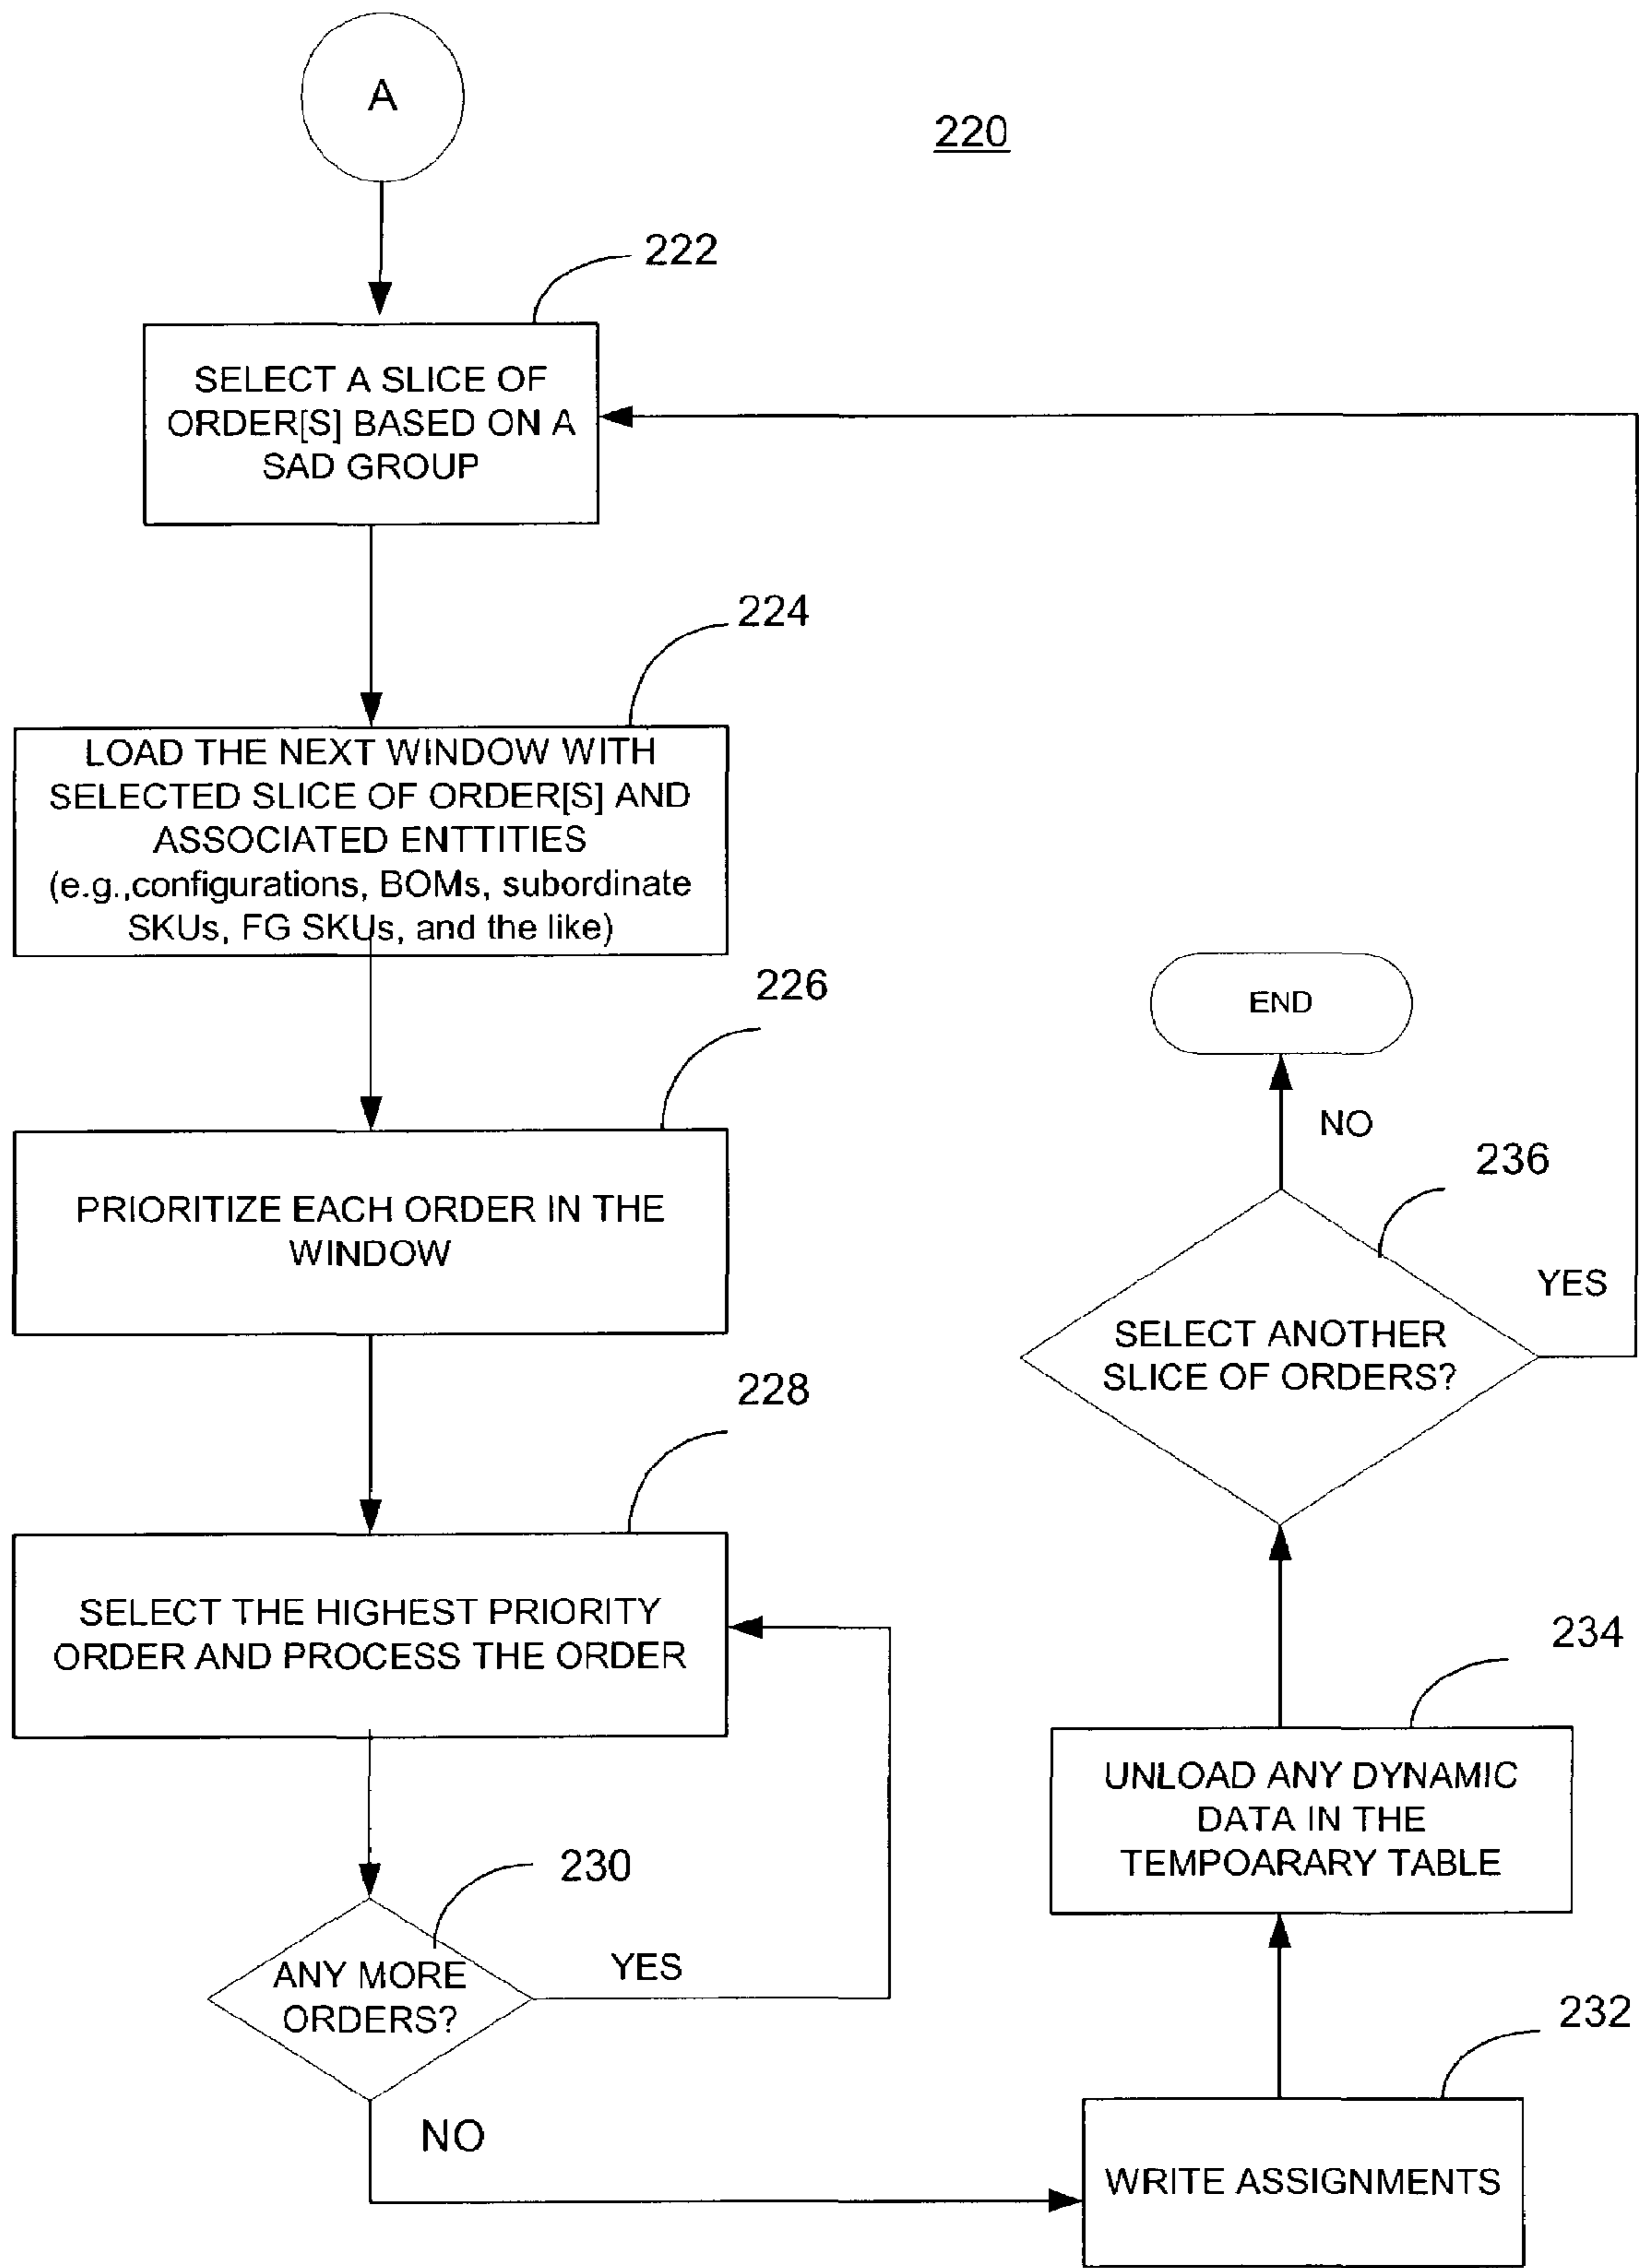 A
220
222
SELECT A SLICE OF
ORDER[S] BASED ON A
SAD GROUP
224
LOAD THE NEXT WINDOW WITH
SELECTED SLICE OF ORDER[S] AND
ASSOCIATED ENTTITIES
(e.g.,configurations, BOMs, subordinate
SKUs, FG SKUs, and the like)
226
PRIORITIZE EACH ORDER IN THE
WINDOW
228
SELECT THE HIGHEST PRIORITY
ORDER AND PROCESS THE ORDER
230
ANY MORE
ORDERS?
YES
NO
232
WRITE ASSIGNMENTS
234
UNLOAD ANY DYNAMIC
DATA IN THE
TEMPOARARY TABLE
236
SELECT ANOTHER
SLICE OF ORDERS?
YES
NO
END